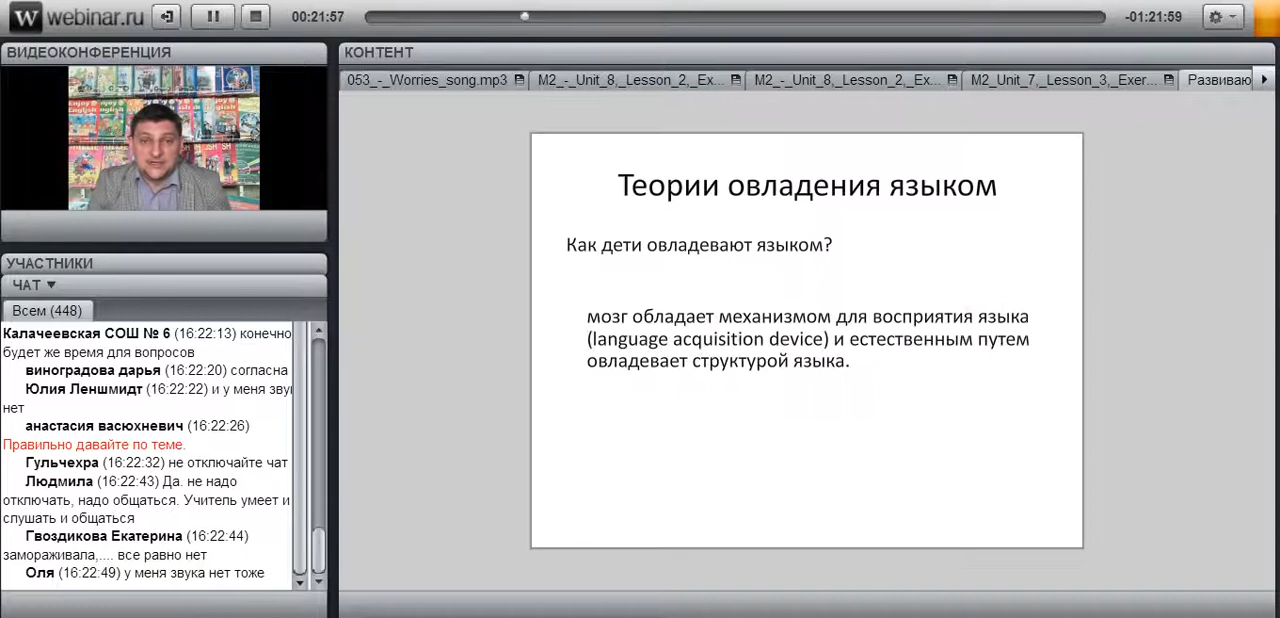 webinar.ru
00:21:57
-01:21:59
ВИДЕОКОНФЕРЕНЦИЯ
КОНТЕНТ
053_-_Worries_song.mp3
M2_-_Unit_8,_Lesson_2,_Ex...
M2_-_Unit_8,_Lesson_2,_Ex...
M2_Unit_7,_Lesson_3,_Exer...
Развиваю
Enjoy
English
УЧАСТНИКИ
ЧАТ
Всем (448)
Калачеевская СОШ № 6 (16:22:13) конечно
будет же время для вопросов
виноградова дарья (16:22:20) согласна
Юлия Леншмидт (16:22:22) и у меня зву
нет
анастасия васюхневич (16:22:26)
Правильно давайте по теме.
Гульчехра (16:22:32) не отключайте чат
Людмила (16:22:43) Да. не надо
отключать, надо общаться. Учитель умеет и
слушать и общаться
Гвоздикова Екатерина (16:22:44)
замораживала,.... все равно нет
Оля (16:22:49) у меня звука нет тоже
Теории овладения языком
Как дети овладевают языком?
мозг обладает механизмом для восприятия языка
(language acquisition device) и естественным путем
овладевает структурой языка.